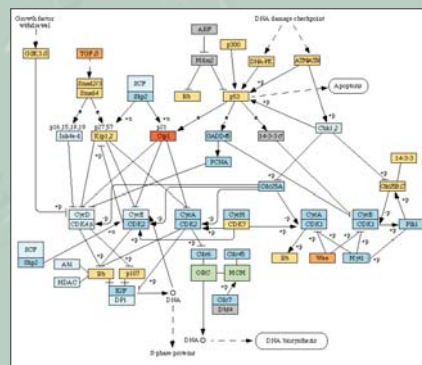 Growth factor
withdrawal
DNA damage checkpoint
ARF
p300
GSK3β
TGF-β
Mdm2
DNA-PK
ATM/ATR
Smad2/3
Smad4
SCF
Skp2
Rb
p53
Apoptosis
p16,15,18,19
p27,57
p21
Ink4a-d
Kip1,2
Cip1
GADD45
14-3-3σ
Chk1,2
PCNA
14-3-3
Cdc25A
Cdc25B,C
CycD
CycE
CycA
CycH
CycA
CycB
CDK4,6
CDK2
CDK2
CDK7
CDK1
CDK1
Plk1
SCF
Skp2
Abl
HDAC
Rb
p107
E2F
DP1
Cdc6
Cdc45
ORC
MCM
Cdc7
Dbf4
Rb
Wee
Myt1
DNA
S-phase proteins
DNA
DNA biosynthesis